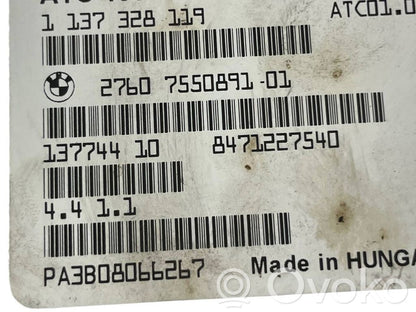 1 137 328 119
ATC01.0
BMW
2760 7550891-01
137744 10
8471227540
4.4 1.1
PA3B08066267
Made in HUNGA
Ovoko